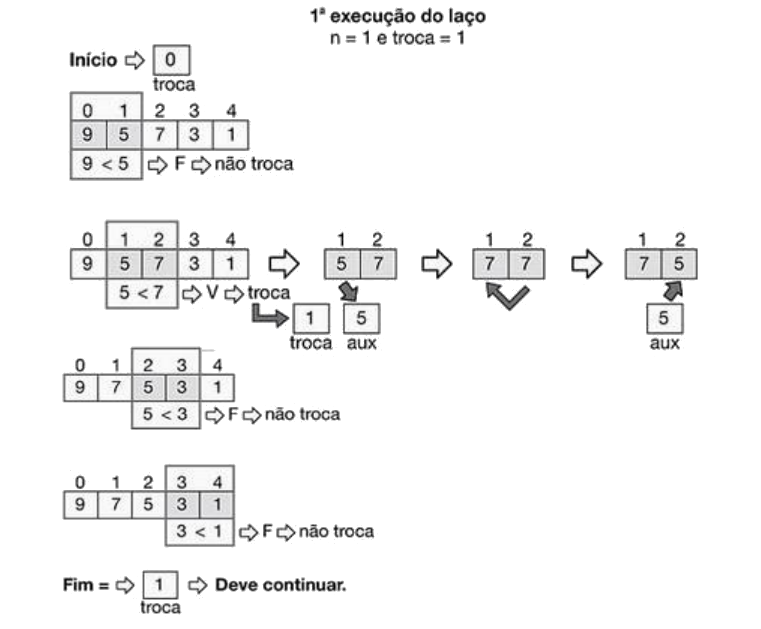 1ª execução do laço
n = 1 e troca = 1
Início ⇨ 0
troca
0 1 2 3 4
9 5 7 3 1
9 < 5 ⇨ F ⇨ não troca
0 1 2 3 4 1 2 1 2 1 2
9 5 7 3 1 ⇨ 5 7 ⇨ 7 7 ⇨ 7 5
5 < 7 ⇨ V ⇨ troca
1 5 5
troca aux aux
0 1 2 3 4
9 7 5 3 1
5 < 3 ⇨ F ⇨ não troca
0 1 2 3 4
9 7 5 3 1
3 < 1 ⇨ F ⇨ não troca
Fim = ⇨ 1 ⇨ Deve continuar.
troca